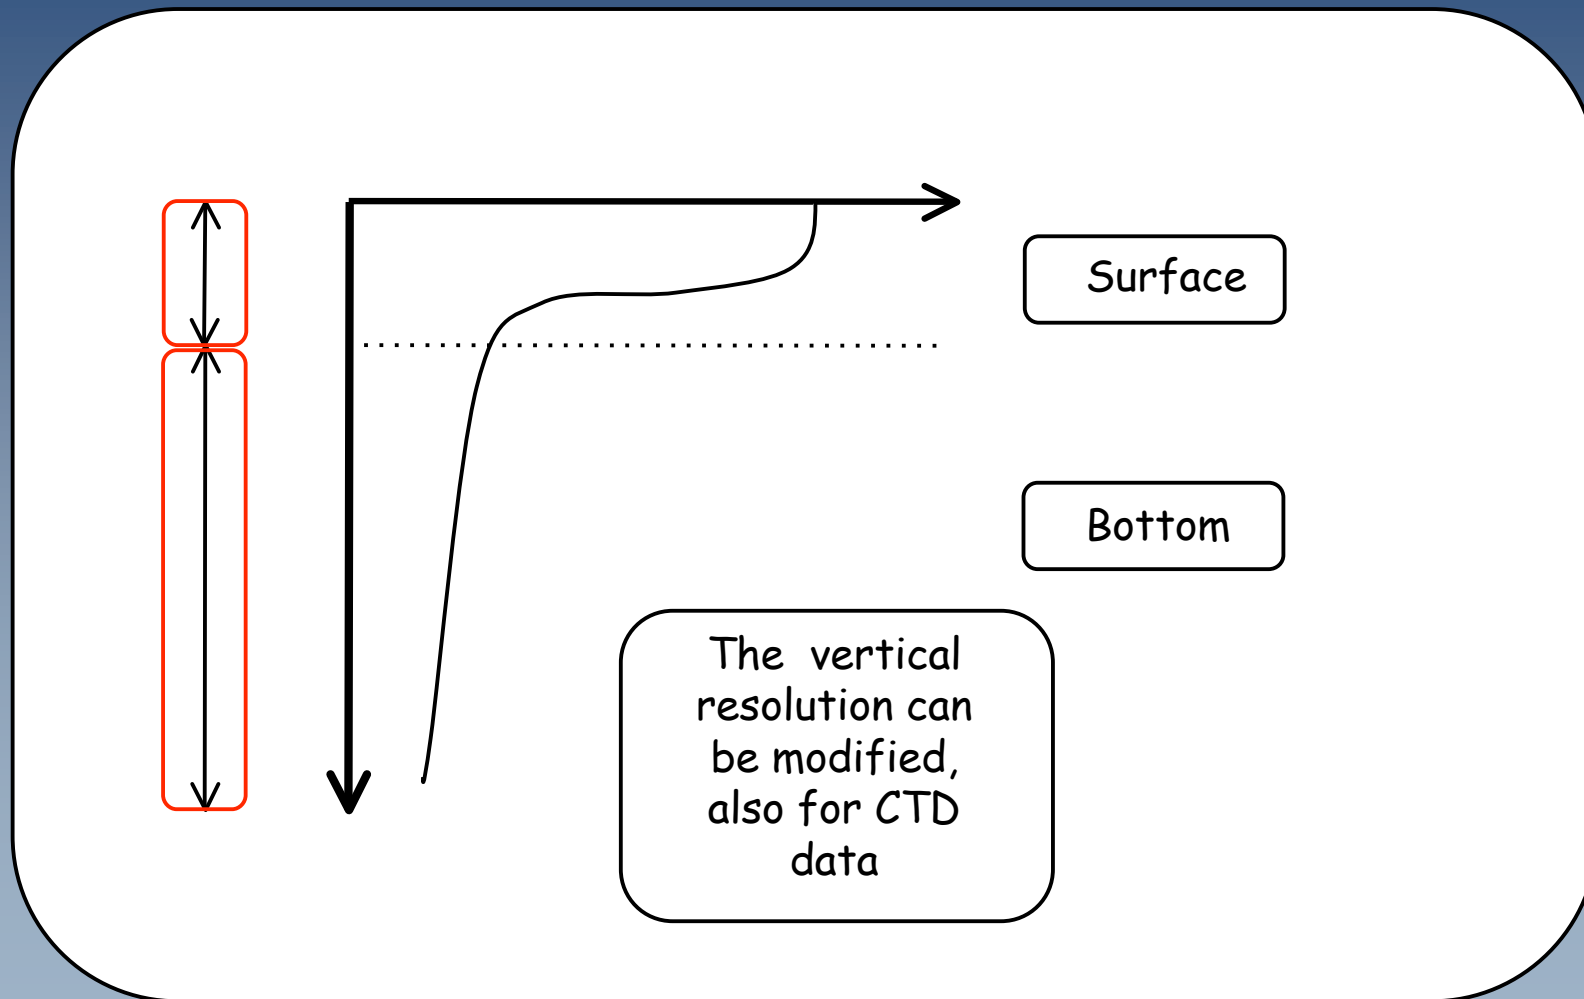 Surface
Bottom
The vertical
resolution can
be modified,
also for CTD
data